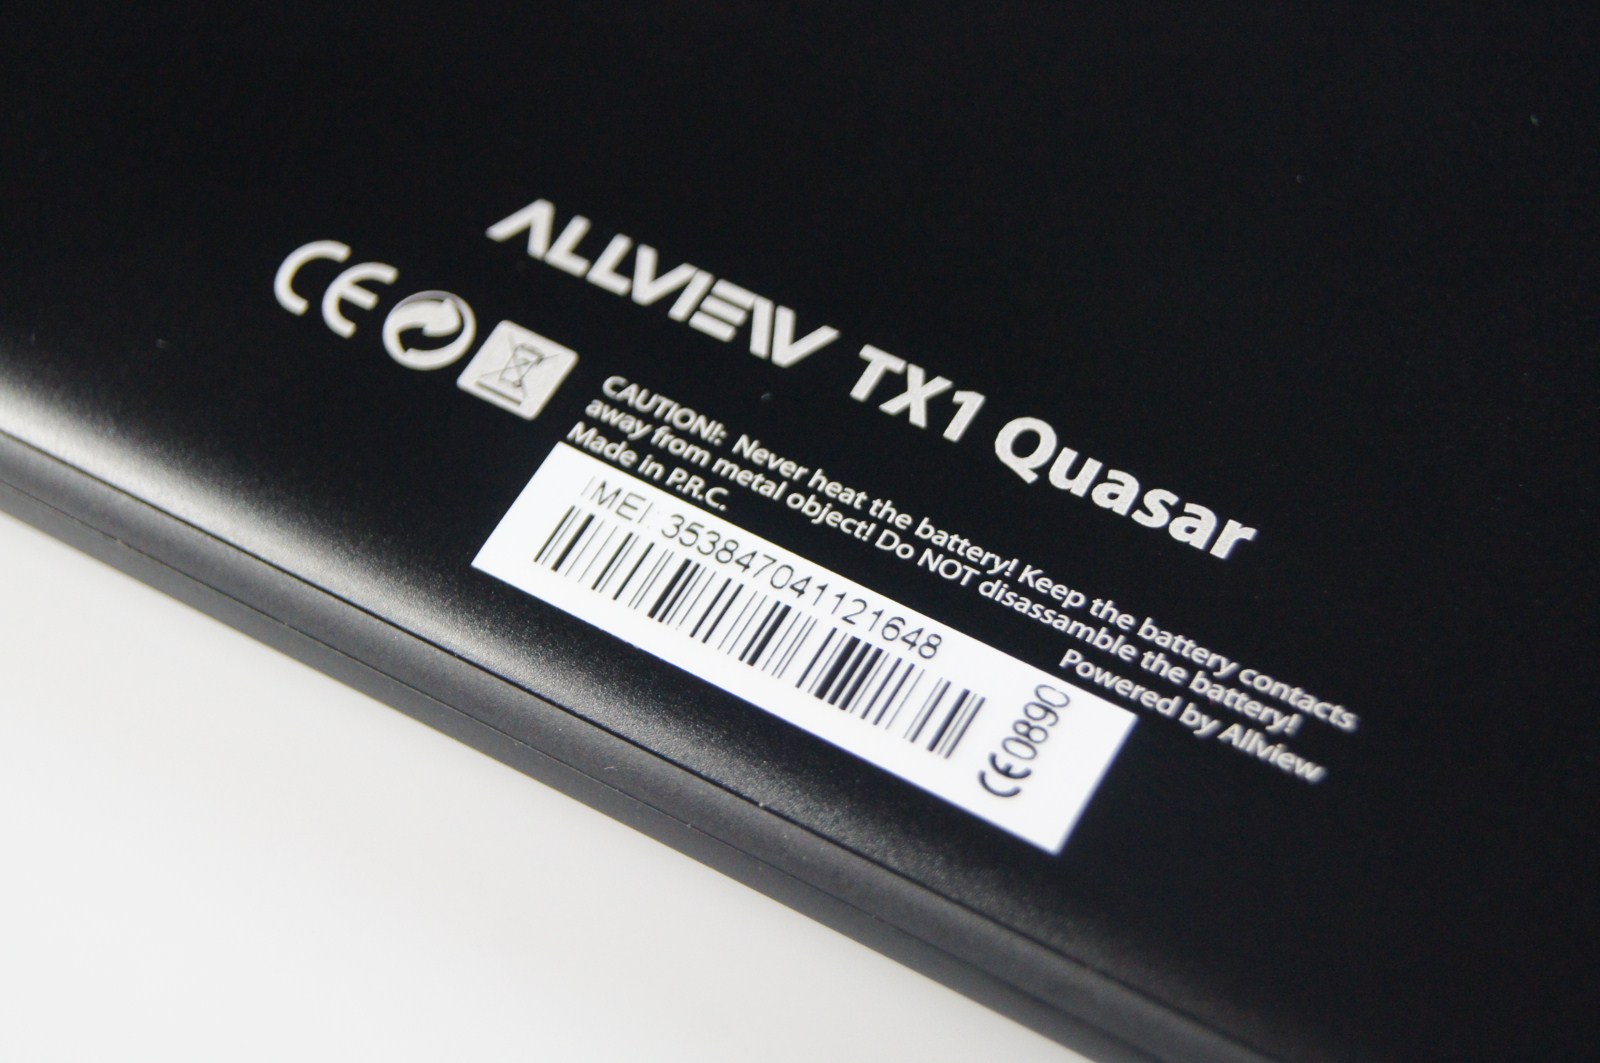 ALLVIEW TX1 Quasar
CE
CAUTION!: Never heat the battery! Keep the battery contacts
away from metal object! Do NOT disassamble the battery!
Made in P.R.C.
Powered by Allview
IMEI: 353847041121648
CE0890